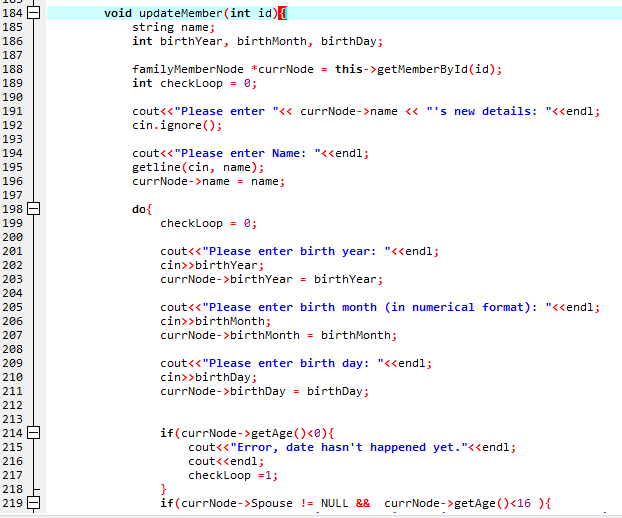 184 void updateMember(int id){
185 string name;
186 int birthYear, birthMonth, birthDay;
187
188 familyMemberNode *currNode = this->getMemberById(id);
189 int checkLoop = 0;
190
191 cout<<"Please enter "<< currNode->name << "'s new details: "<<endl;
192 cin.ignore();
193
194 cout<<"Please enter Name: "<<endl;
195 getline(cin, name);
196 currNode->name = name;
197
198 do{
199 checkLoop = 0;
200
201 cout<<"Please enter birth year: "<<endl;
202 cin>>birthYear;
203 currNode->birthYear = birthYear;
204
205 cout<<"Please enter birth month (in numerical format): "<<endl;
206 cin>>birthMonth;
207 currNode->birthMonth = birthMonth;
208
209 cout<<"Please enter birth day: "<<endl;
210 cin>>birthDay;
211 currNode->birthDay = birthDay;
212
213
214 if(currNode->getAge()<0){
215 cout<<"Error, date hasn't happened yet."<<endl;
216 cout<<endl;
217 checkLoop =1;
218 }
219 if(currNode->Spouse != NULL && currNode->getAge()<16 ){